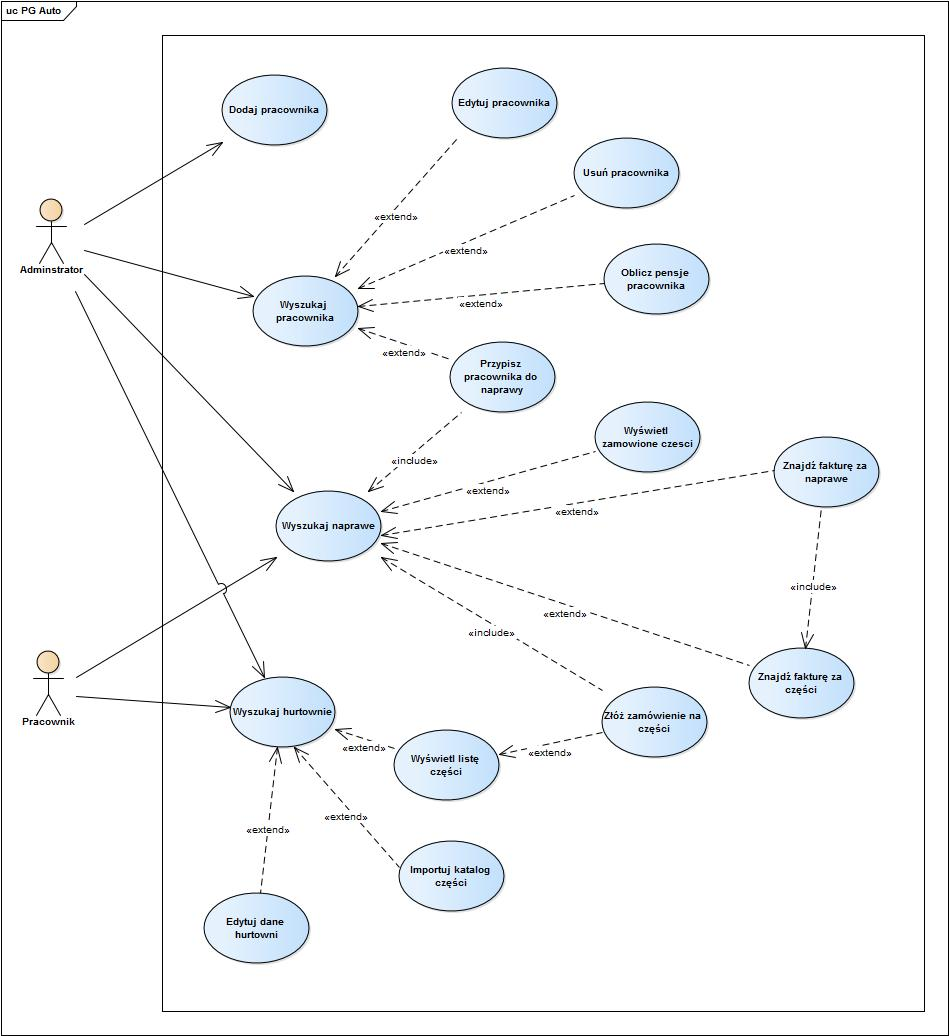 uc PG Auto
Dodaj pracownika
Edytuj pracownika
Usuń pracownika
«extend»
Adminstrator
«extend»
Oblicz pensje
pracownika
Wyszukaj
pracownika
«extend»
«extend»
Przypisz
pracownika do
naprawy
Wyświetl
zamowione czesci
«include»
Znajdż fakturę za
naprawe
«extend»
«extend»
Wyszukaj naprawe
«include»
«extend»
«include»
Znajdż fakturę za
części
Pracownik
Wyszukaj hurtownie
Złóż zamówienie na
części
«extend»
«extend»
Wyświetl listę
części
«extend»
«extend»
Importuj katalog
części
Edytuj dane
hurtowni